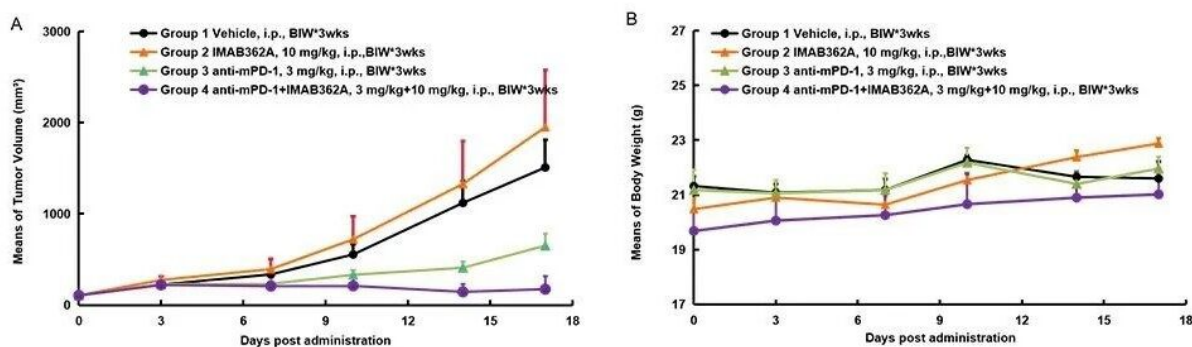 A
Group 1 Vehicle, i.p., BIW*3wks
Group 2 IMAB362A, 10 mg/kg, i.p.,BIW*3wks
Group 3 anti-mPD-1, 3 mg/kg, i.p., BIW*3wks
Group 4 anti-mPD-1+IMAB362A, 3 mg/kg+10 mg/kg, i.p., BIW*3wks
Means of Tumor Volume (mm³)
3000
2000
1000
0
0 3 6 9 12 15 18
Days post administration
B
Group 1 Vehicle, i.p., BIW*3wks
Group 2 IMAB362A, 10 mg/kg, i.p., BIW*3wks
Group 3 anti-mPD-1, 3 mg/kg, i.p., BIW*3wks
Group 4 anti-mPD-1+IMAB362A, 3 mg/kg+10 mg/kg, i.p., BIW*3wks
Means of Body Weight (g)
27
25
23
21
19
17
0 3 6 9 12 15 18
Days post administration